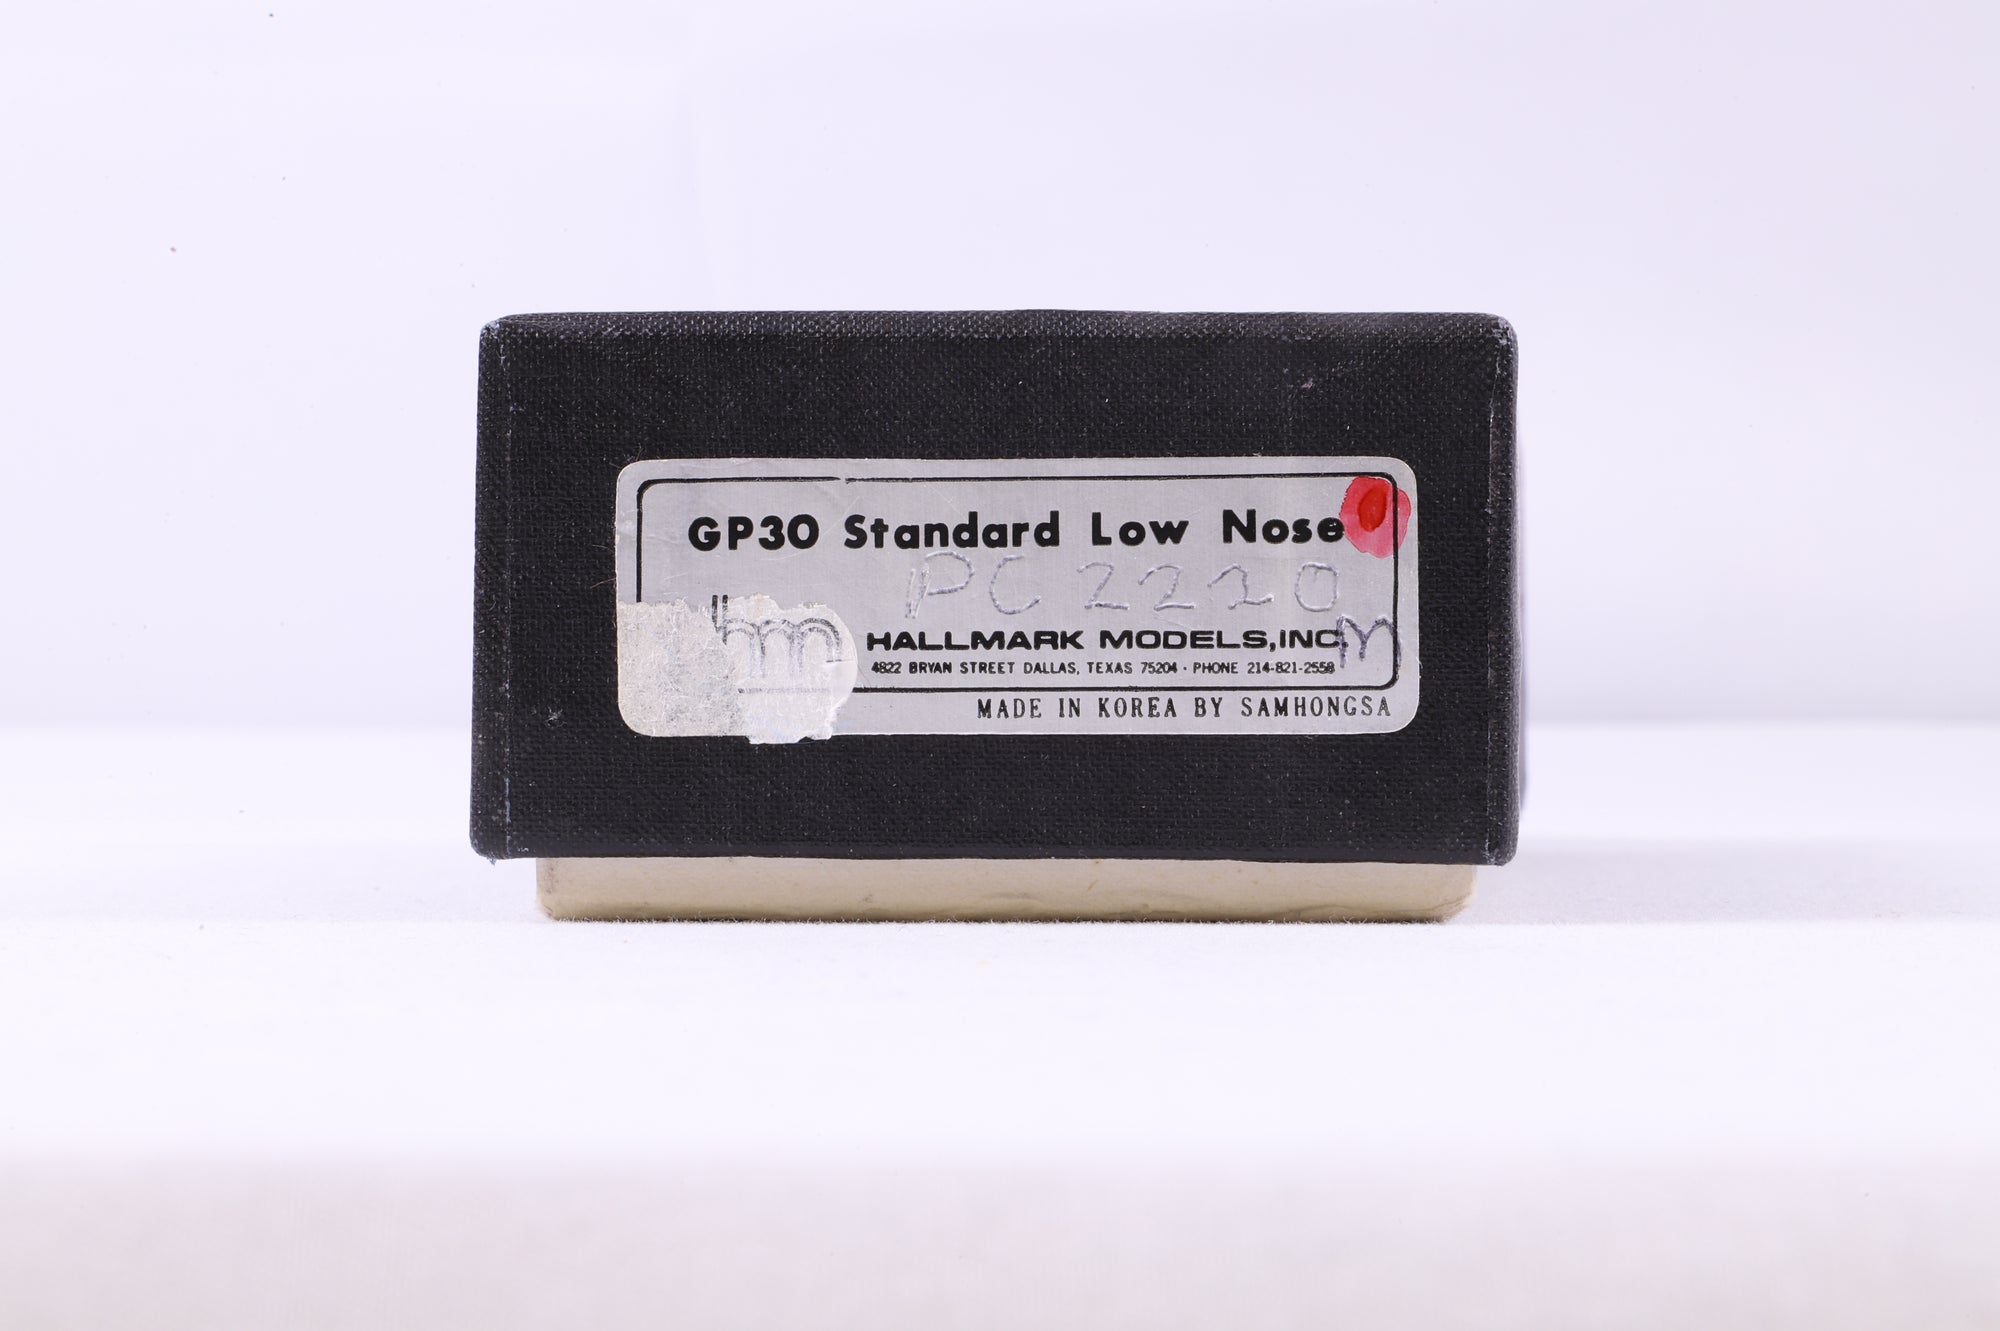 GP30 Standard Low Nose
PC 2220
hm
HALLMARK MODELS, INC.
M
4822 BRYAN STREET DALLAS, TEXAS 75204 · PHONE 214-821-2558
MADE IN KOREA BY SAMHONGSA